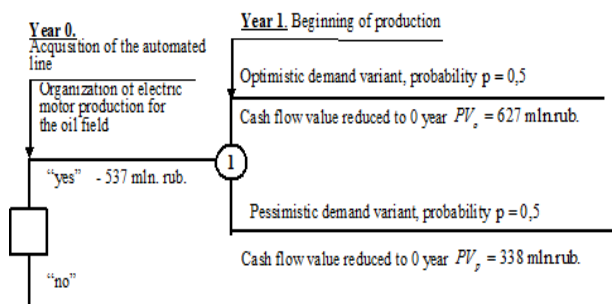 Year 0.
Acquisition of the automated
line
Organization of electric
motor production for
the oil field
"yes" - 537 mln. rub.
"no"
Year 1. Beginning of production
Optimistic demand variant, probability p = 0,5
Cash flow value reduced to 0 year PVₒ = 627 mln.rub.
1
Pessimistic demand variant, probability p = 0,5
Cash flow value reduced to 0 year PVₚ = 338 mln.rub.